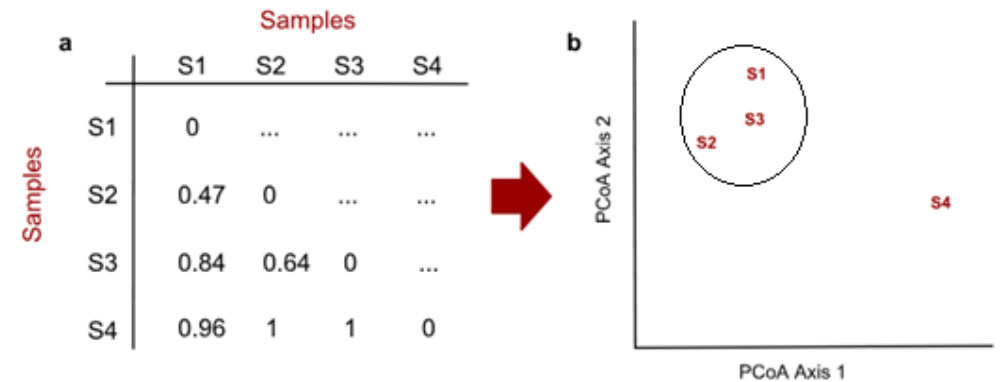 a
Samples
S1 S2 S3 S4
Samples
S1 0 ... ... ...
S2 0.47 0 ... ...
S3 0.84 0.64 0 ...
S4 0.96 1 1 0
b
PCoA Axis 2
S1
S3
S2
S4
PCoA Axis 1